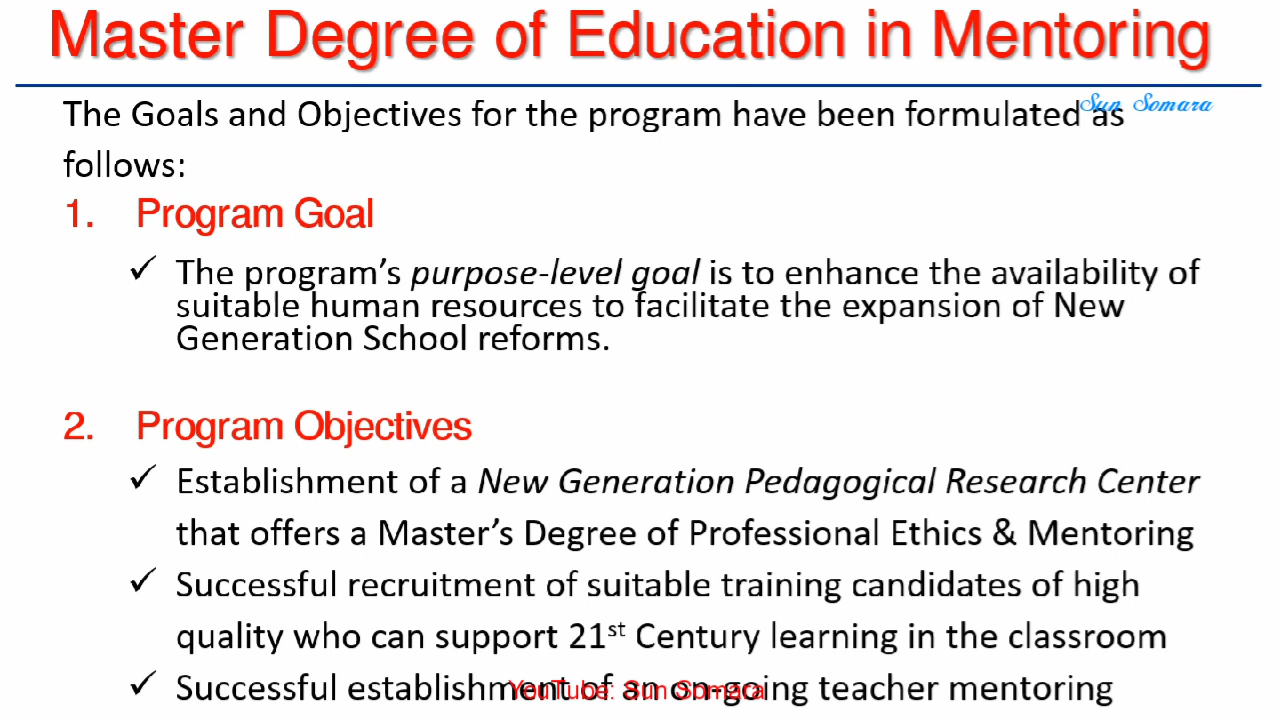 Master Degree of Education in Mentoring
Sun Somara
The Goals and Objectives for the program have been formulated as
follows:
1. Program Goal
✓ The program’s purpose-level goal is to enhance the availability of
suitable human resources to facilitate the expansion of New
Generation School reforms.
2. Program Objectives
✓ Establishment of a New Generation Pedagogical Research Center
that offers a Master’s Degree of Professional Ethics & Mentoring
✓ Successful recruitment of suitable training candidates of high
quality who can support 21st Century learning in the classroom
✓ Successful establishment of an on-going teacher mentoring
YouTube: Sun Somara